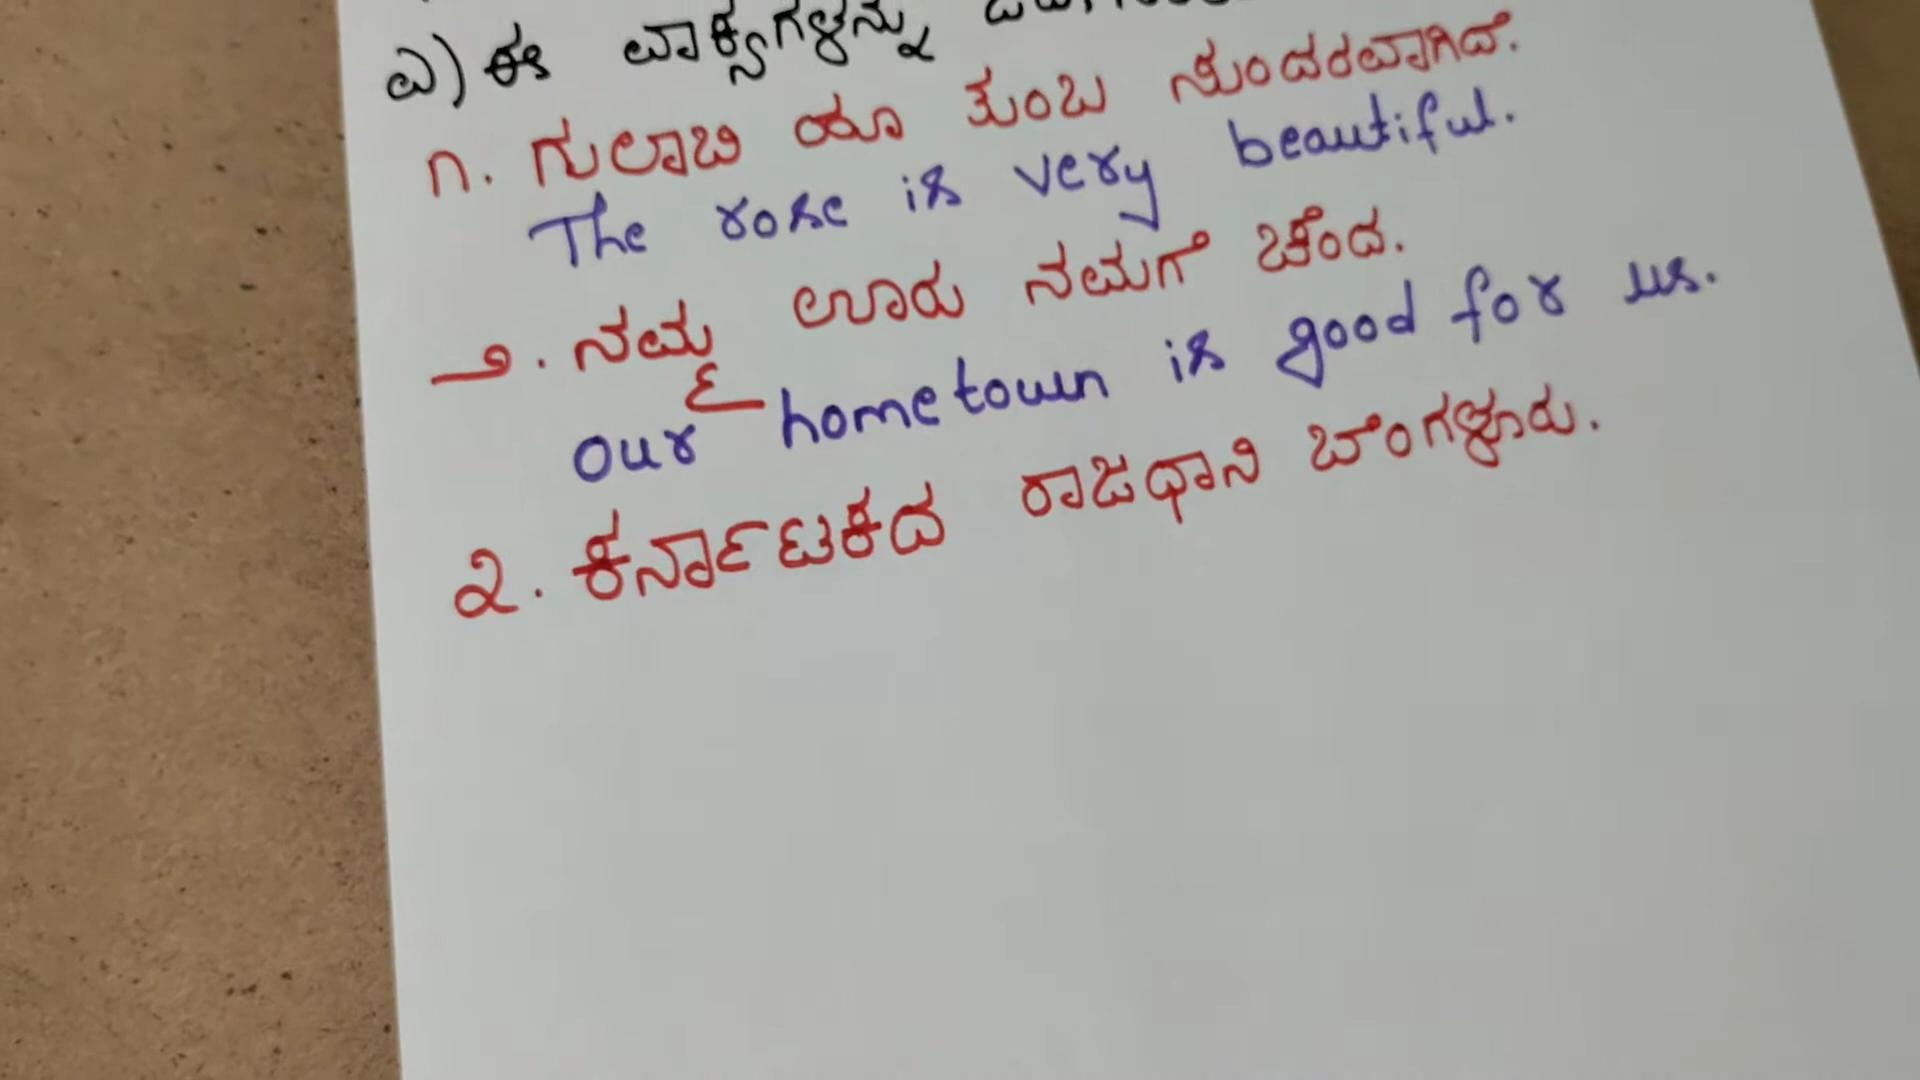 ಎ) ಈ ವಾಕ್ಯಗಳನ್ನು
೧. ಗುಲಾಬಿ ಯೂ ತುಂಬ ಸುಂದರವಾಗಿದೆ.
The rose is very beautiful.
೨. ನಮ್ಮ ಊರು ನಮಗೆ ಚೆಂದ.
our hometown is good for us.
೩. ಕರ್ನಾಟಕದ ರಾಜಧಾನಿ ಬೆಂಗಳೂರು.